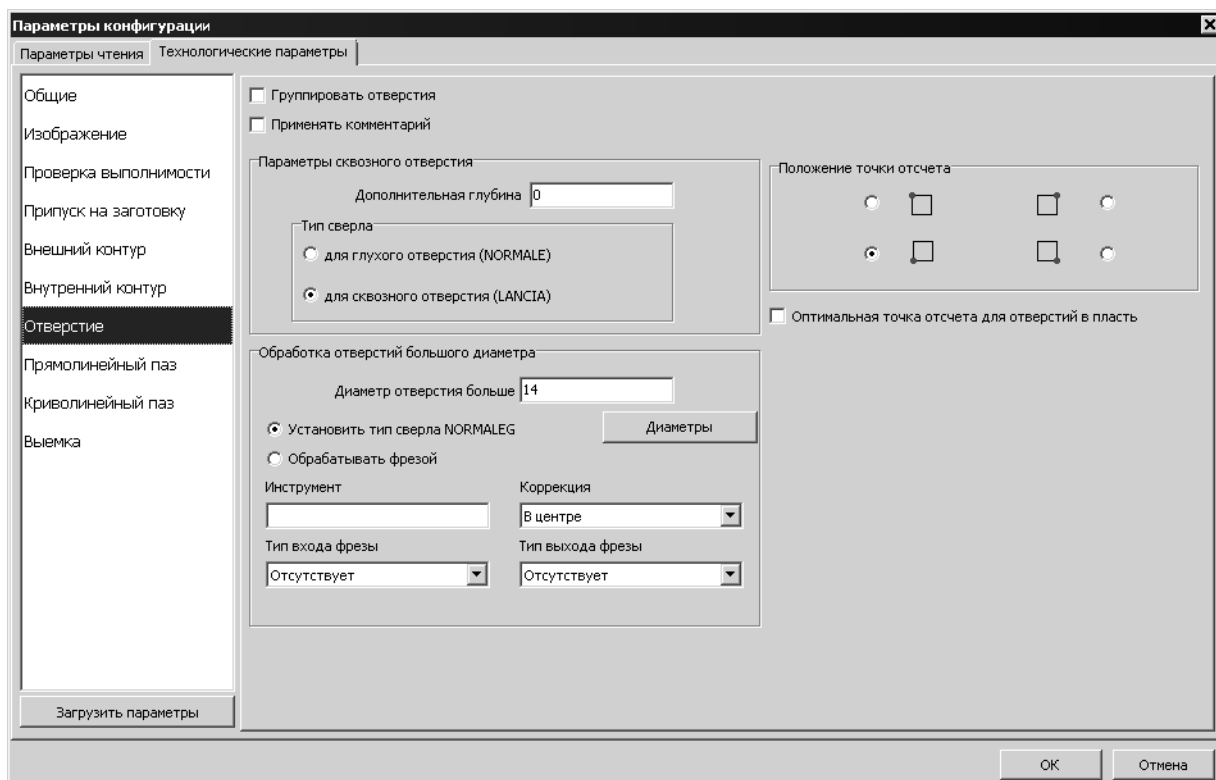 Параметры конфигурации
Параметры чтения
Технологические параметры
Общие
Изображение
Проверка выполнимости
Припуск на заготовку
Внешний контур
Внутренний контур
Отверстие
Прямолинейный паз
Криволинейный паз
Выемка
Загрузить параметры
Группировать отверстия
Применять комментарий
Параметры сквозного отверстия
Дополнительная глубина 0
Тип сверла
для глухого отверстия (NORMALE)
для сквозного отверстия (LANCIA)
Обработка отверстий большого диаметра
Диаметр отверстия больше 14
Установить тип сверла NORMALEG
Диаметры
Обрабатывать фрезой
Инструмент
Коррекция
В центре
Тип входа фрезы
Тип выхода фрезы
Отсутствует
Отсутствует
Положение точки отсчета
Оптимальная точка отсчета для отверстий в пласть
ОК
Отмена